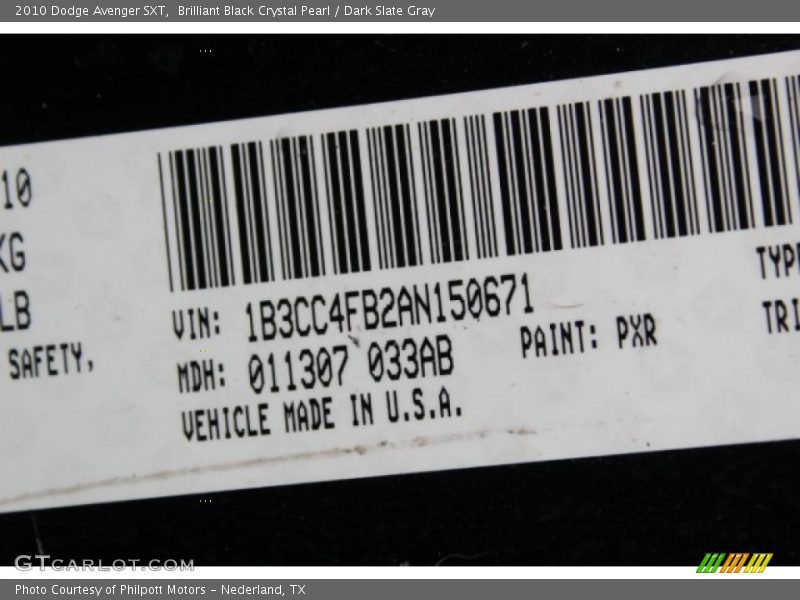 2010 Dodge Avenger SXT,  Brilliant Black Crystal Pearl / Dark Slate Gray
10
KG
LB
SAFETY,
VIN: 1B3CC4FB2AN150671
MDH: 011307 033AB
PAINT: PXR
VEHICLE MADE IN U.S.A.
TYPE
TRI
GTCARLOT.COM
Photo Courtesy of Philpott Motors - Nederland, TX